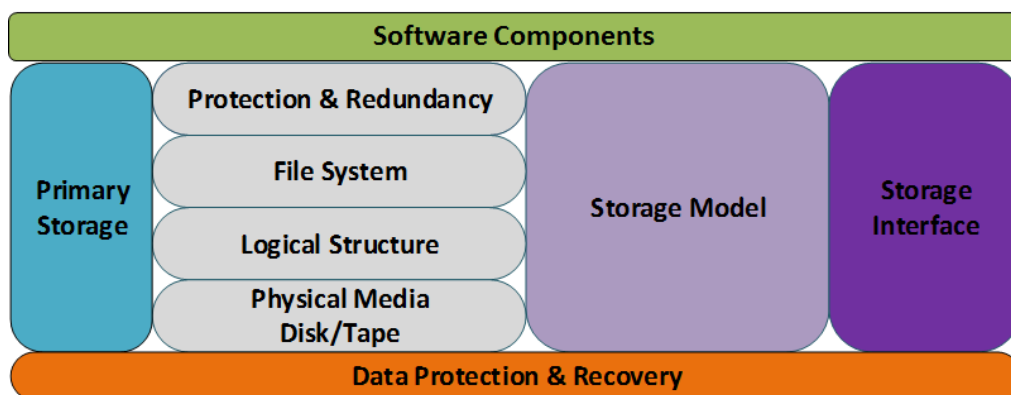 Software Components
Primary
Storage
Protection & Redundancy
File System
Logical Structure
Physical Media
Disk/Tape
Storage Model
Storage
Interface
Data Protection & Recovery